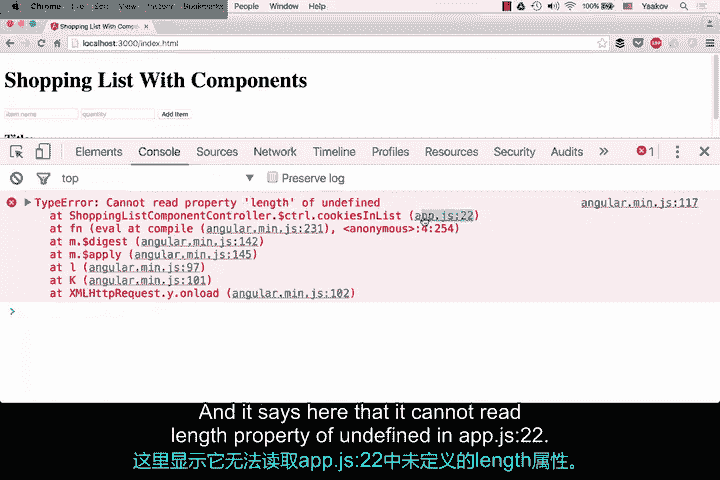 Chrome File Edit View History Bookmarks People Window Help 100% Yaakov
Shopping List With Compo
localhost:3000/index.html
Shopping List With Components
item name quantity Add Item
Elements Console Sources Network Timeline Profiles Resources Security Audits » 1
top Preserve log
TypeError: Cannot read property 'length' of undefined angular.min.js:117
at ShoppingListComponentController.$ctrl.cookiesInList (app.js:22)
at fn (eval at compile (angular.min.js:231), <anonymous>:4:254)
at m.$digest (angular.min.js:142)
at m.$apply (angular.min.js:145)
at l (angular.min.js:97)
at K (angular.min.js:101)
at XMLHttpRequest.y.onload (angular.min.js:102)
And it says here that it cannot read
length property of undefined in app.js:22.
这里显示它无法读取app.js:22中未定义的length属性。